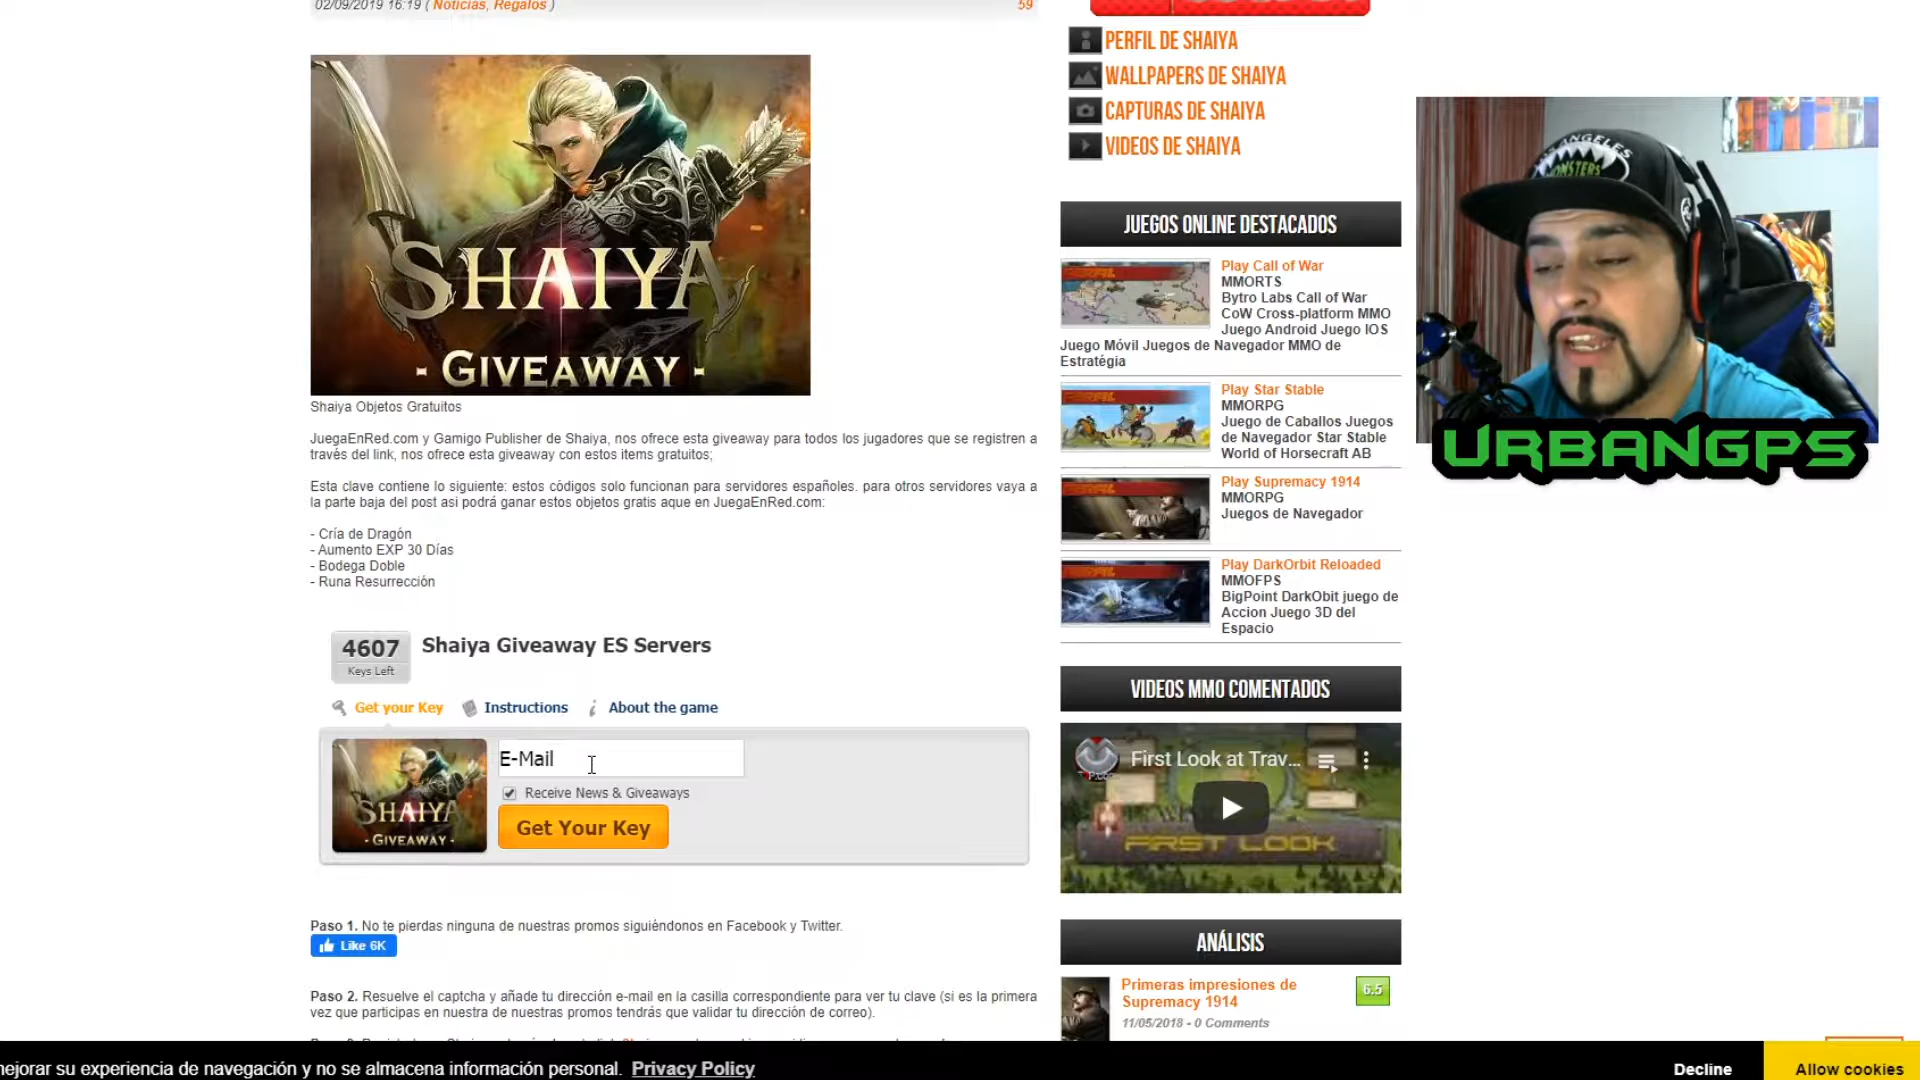 02/09/2019 16:19 ( Noticias, Regalos )
59
SHAIYA
- GIVEAWAY -
Shaiya Objetos Gratuitos
JuegaEnRed.com y Gamigo Publisher de Shaiya, nos ofrece esta giveaway para todos los jugadores que se registren a
través del link, nos ofrece esta giveaway con estos items gratuitos;
Esta clave contiene lo siguiente: estos códigos solo funcionan para servidores españoles. para otros servidores vaya a
la parte baja del post asi podrá ganar estos objetos gratis aque en JuegaEnRed.com:
- Cría de Dragón
- Aumento EXP 30 Días
- Bodega Doble
- Runa Resurrección
4607
Keys Left
Shaiya Giveaway ES Servers
Get your Key
Instructions
About the game
SHAIYA
- GIVEAWAY -
E-Mail
Receive News & Giveaways
Get Your Key
Paso 1. No te pierdas ninguna de nuestras promos siguiéndonos en Facebook y Twitter.
Like 6K
Paso 2. Resuelve el captcha y añade tu dirección e-mail en la casilla correspondiente para ver tu clave (si es la primera
vez que participas en nuestra de nuestras promos tendrás que validar tu dirección de correo).
PERFIL DE SHAIYA
WALLPAPERS DE SHAIYA
CAPTURAS DE SHAIYA
VIDEOS DE SHAIYA
JUEGOS ONLINE DESTACADOS
Play Call of War
MMORTS
Bytro Labs Call of War
CoW Cross-platform MMO
Juego Android Juego IOS
Juego Móvil Juegos de Navegador MMO de
Estratégia
Play Star Stable
MMORPG
Juego de Caballos Juegos
de Navegador Star Stable
World of Horsecraft AB
Play Supremacy 1914
MMORPG
Juegos de Navegador
Play DarkOrbit Reloaded
MMOFPS
BigPoint DarkObit juego de
Accion Juego 3D del
Espacio
VIDEOS MMO COMENTADOS
First Look at Trav...
FIRST LOOK
ANÁLISIS
Primeras impresiones de
Supremacy 1914
6.5
11/05/2018 - 0 Comments
LOS ANGELES
MONSTERS
URBANGPS
mejorar su experiencia de navegación y no se almacena información personal. Privacy Policy
Decline
Allow cookies